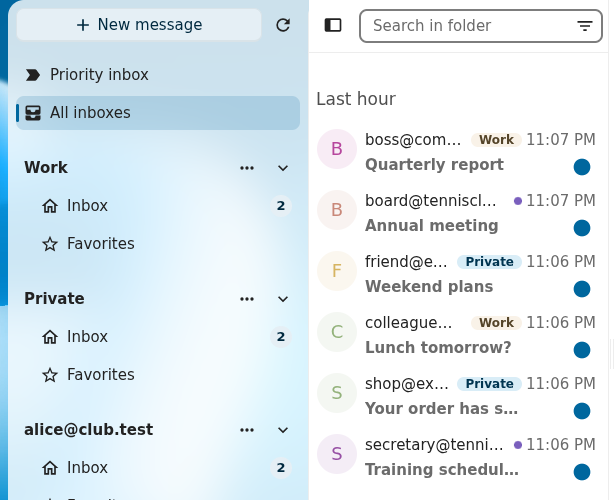 New message
Priority inbox
All inboxes
Work
Inbox 2
Favorites
Private
Inbox 2
Favorites
alice@club.test
Inbox 2
Search in folder
Last hour
B boss@com... Work 11:07 PM
Quarterly report
B board@tenniscl... 11:07 PM
Annual meeting
F friend@e... Private 11:06 PM
Weekend plans
C colleague... Work 11:06 PM
Lunch tomorrow?
S shop@ex... Private 11:06 PM
Your order has s...
S secretary@tenni... 11:06 PM
Training schedul...